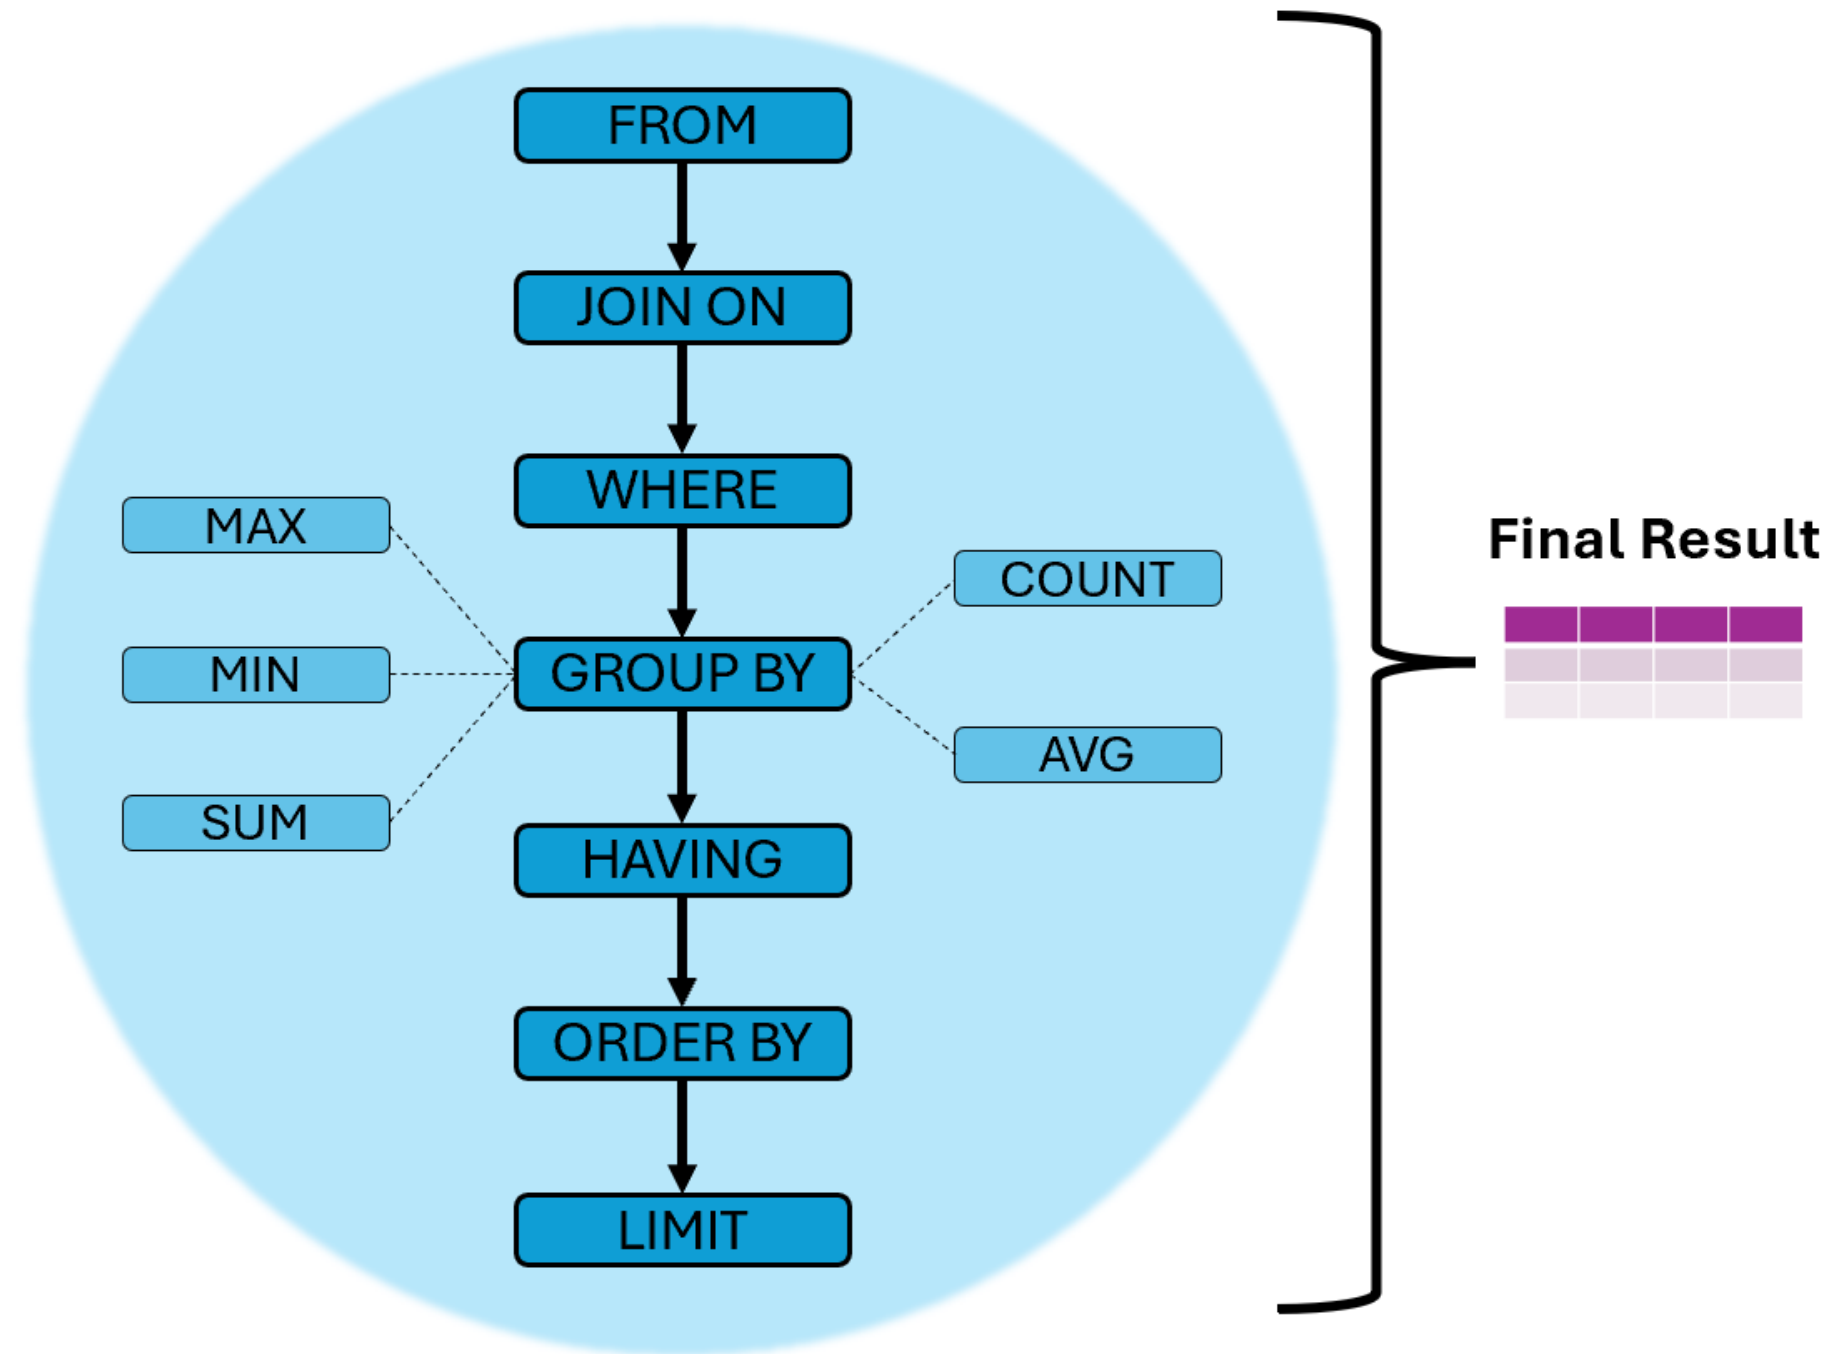 FROM
JOIN ON
WHERE
MAX
COUNT
MIN
GROUP BY
AVG
SUM
HAVING
ORDER BY
LIMIT
Final Result